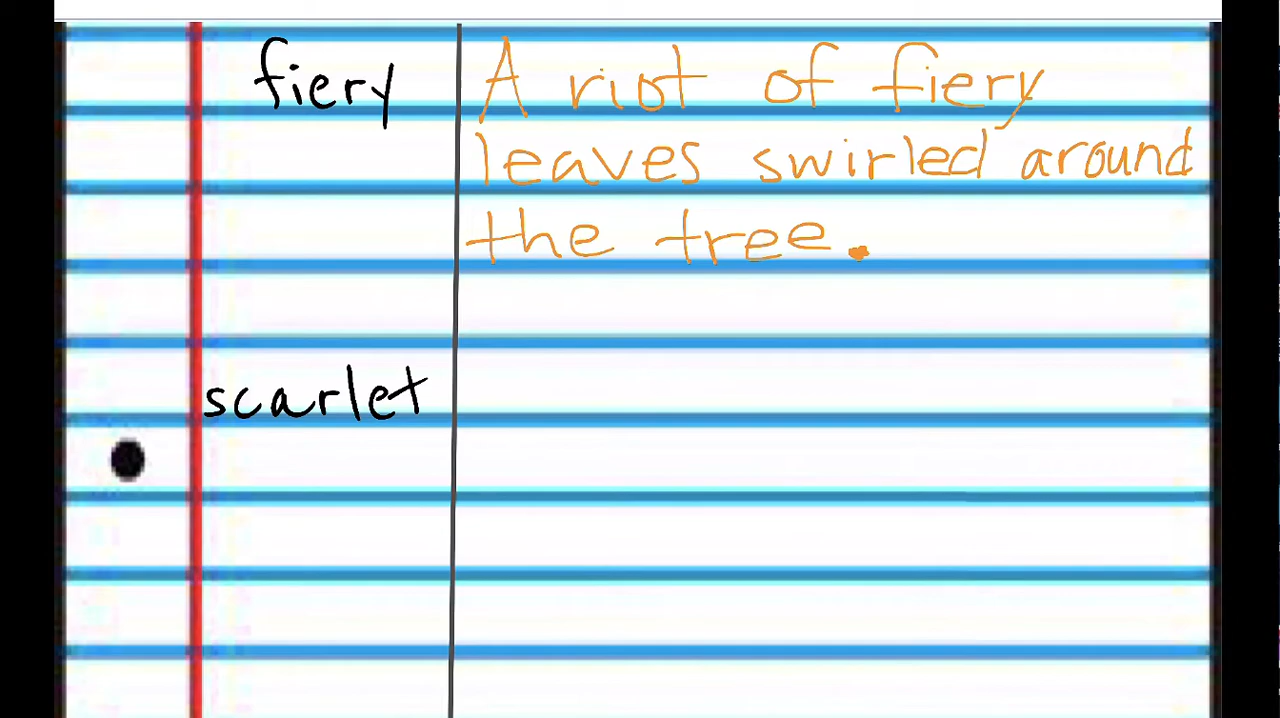 fiery A riot of fiery
leaves swirled around
the tree.
scarlet